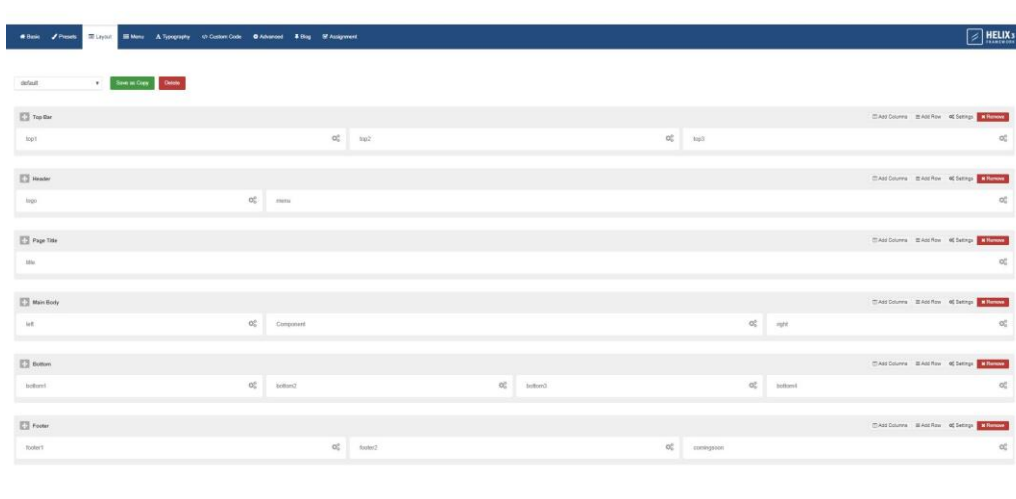 Basic Presets Layout Menu Typography Custom Code Advanced Blog Assignment HELIX3
FRAMEWORK
default Save as Copy Delete
Top Bar Add Columns Add Row Settings Remove
top1 top2 top3
Header Add Columns Add Row Settings Remove
logo menu
Page Title Add Columns Add Row Settings Remove
title
Main Body Add Columns Add Row Settings Remove
left Component right
Bottom Add Columns Add Row Settings Remove
bottom1 bottom2 bottom3 bottom4
Footer Add Columns Add Row Settings Remove
footer1 footer2 comingsoon